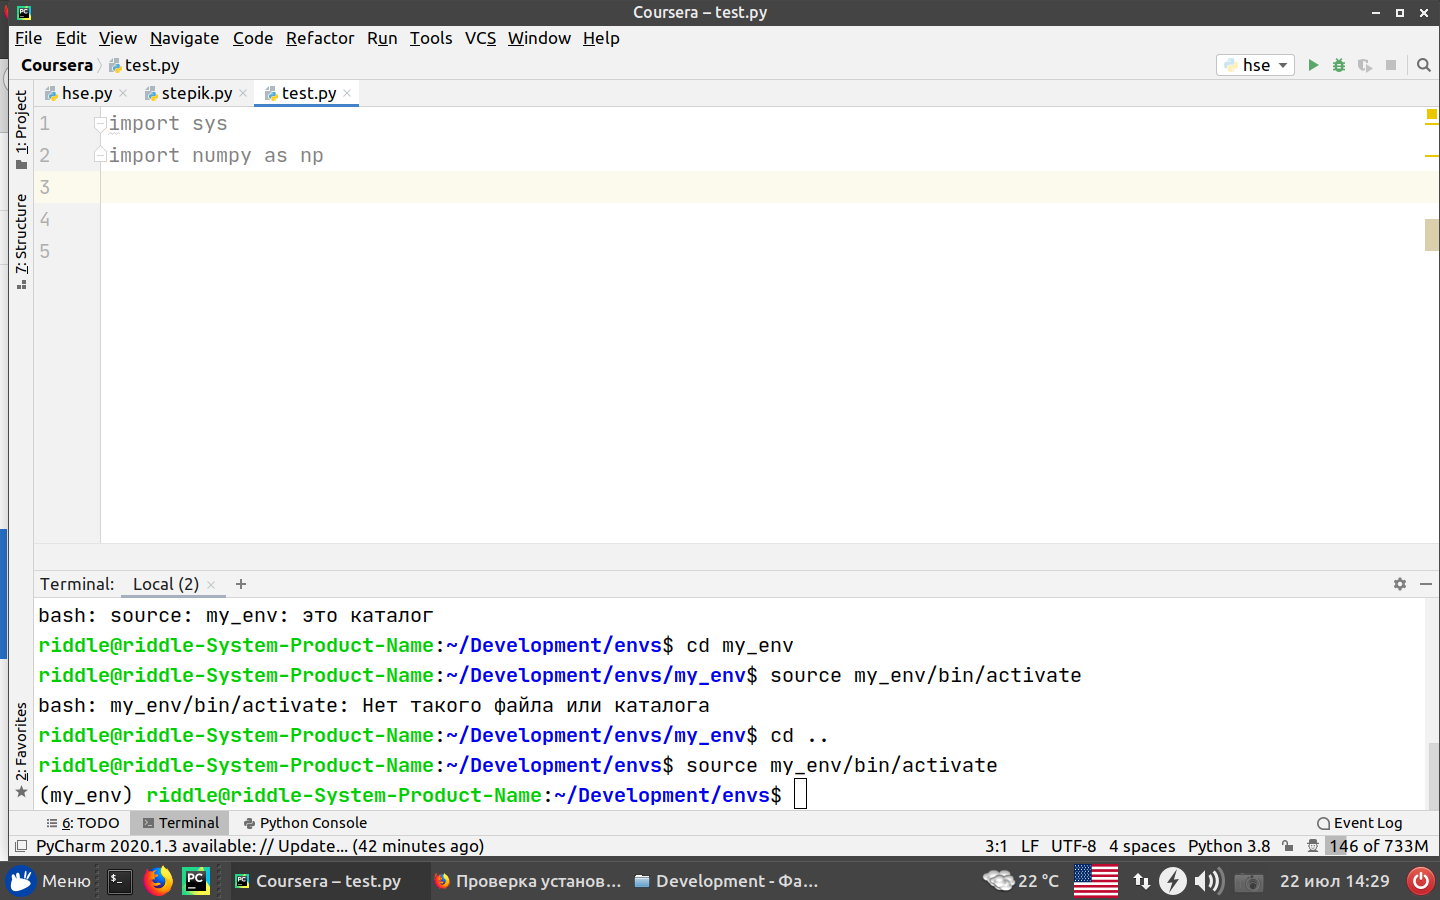 Coursera – test.py
File Edit View Navigate Code Refactor Run Tools VCS Window Help
Coursera test.py hse
hse.py stepik.py test.py
1: Project
7: Structure
2: Favorites
1 import sys
2 import numpy as np
3
4
5
Terminal: Local (2) +
bash: source: my_env: это каталог
riddle@riddle-System-Product-Name:~/Development/envs$ cd my_env
riddle@riddle-System-Product-Name:~/Development/envs/my_env$ source my_env/bin/activate
bash: my_env/bin/activate: Нет такого файла или каталога
riddle@riddle-System-Product-Name:~/Development/envs/my_env$ cd ..
riddle@riddle-System-Product-Name:~/Development/envs$ source my_env/bin/activate
(my_env) riddle@riddle-System-Product-Name:~/Development/envs$
6: TODO Terminal Python Console Event Log
PyCharm 2020.1.3 available: // Update... (42 minutes ago) 3:1 LF UTF-8 4 spaces Python 3.8 146 of 733M
Меню $_ PC Coursera – test.py Проверка установ... Development - Фа... 22 °C 22 июл 14:29